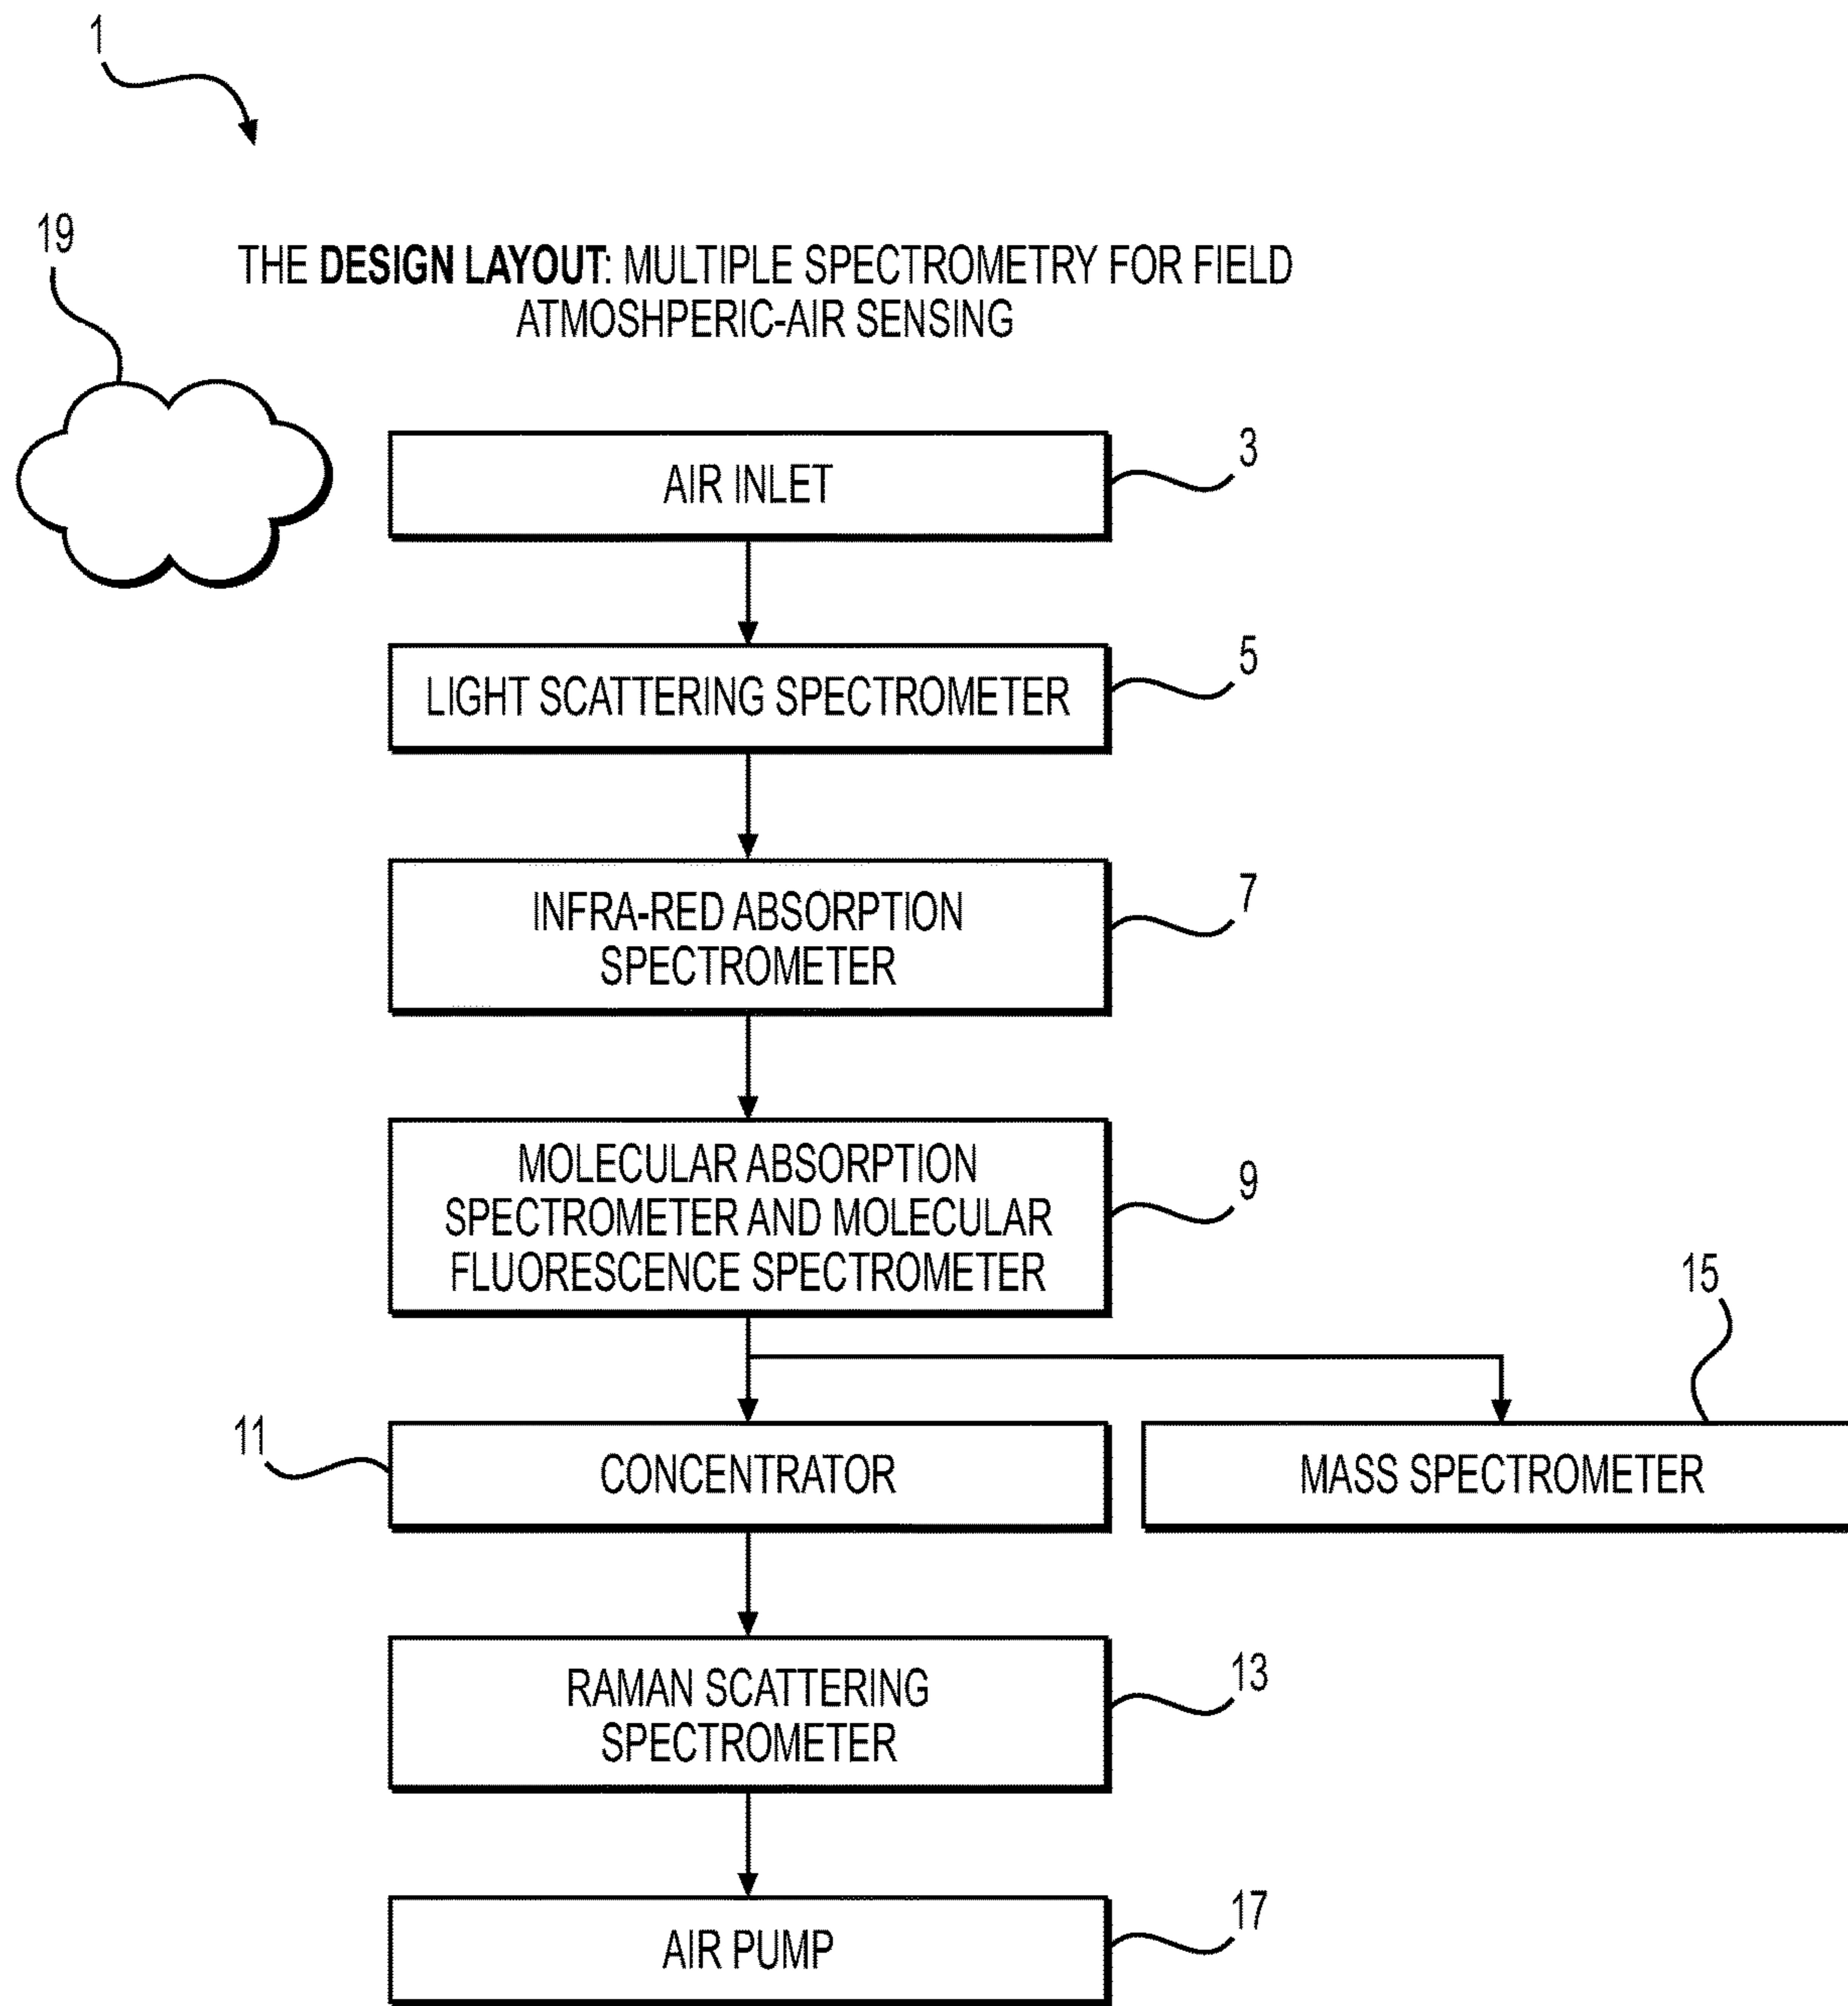 1
19
THE DESIGN LAYOUT: MULTIPLE SPECTROMETRY FOR FIELD
ATMOSHPERIC-AIR SENSING
AIR INLET
3
LIGHT SCATTERING SPECTROMETER
5
INFRA-RED ABSORPTION
SPECTROMETER
7
MOLECULAR ABSORPTION
SPECTROMETER AND MOLECULAR
FLUORESCENCE SPECTROMETER
9
15
11
CONCENTRATOR
MASS SPECTROMETER
RAMAN SCATTERING
SPECTROMETER
13
AIR PUMP
17